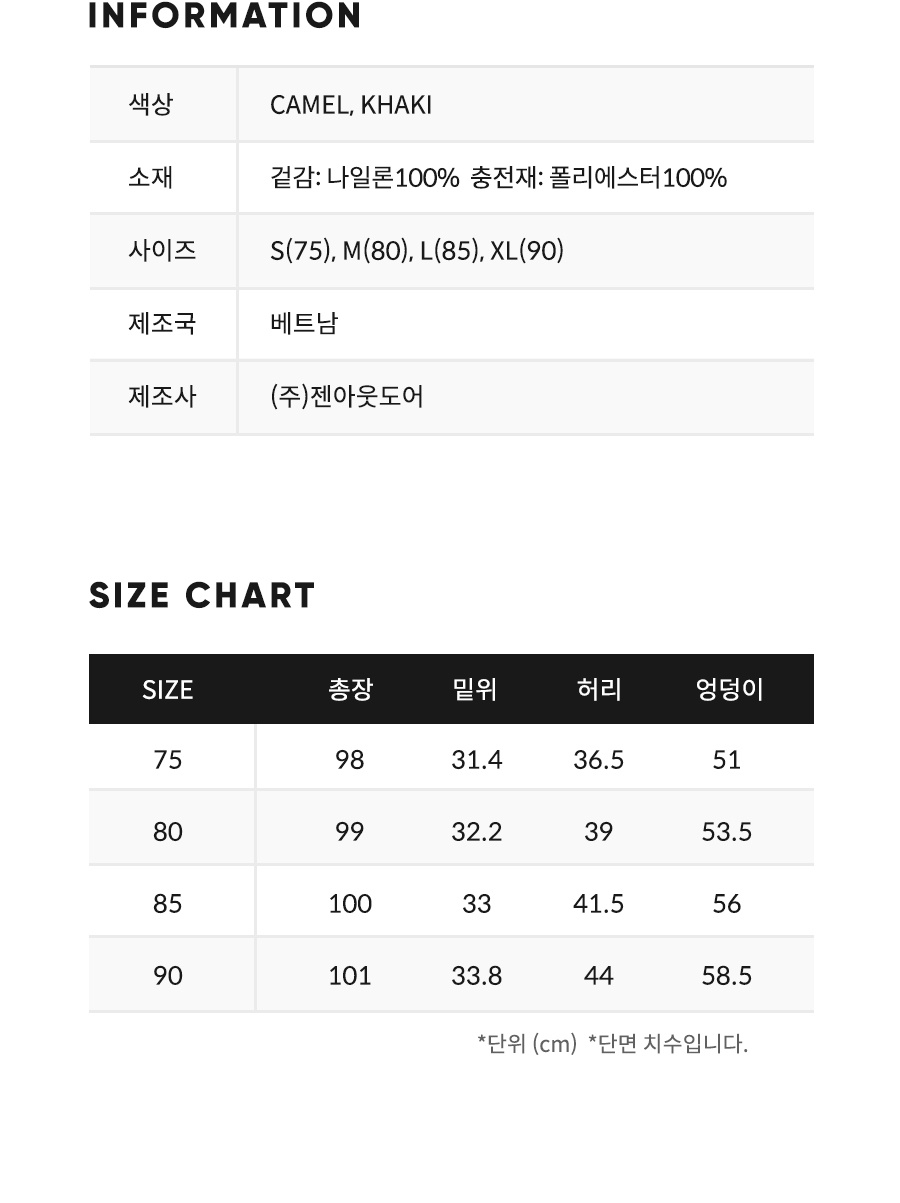 INFORMATION
색상 CAMEL, KHAKI
소재 겉감: 나일론100% 충전재: 폴리에스터100%
사이즈 S(75), M(80), L(85), XL(90)
제조국 베트남
제조사 (주)젠아웃도어
SIZE CHART
SIZE 총장 밑위 허리 엉덩이
75 98 31.4 36.5 51
80 99 32.2 39 53.5
85 100 33 41.5 56
90 101 33.8 44 58.5
*단위 (cm) *단면 치수입니다.